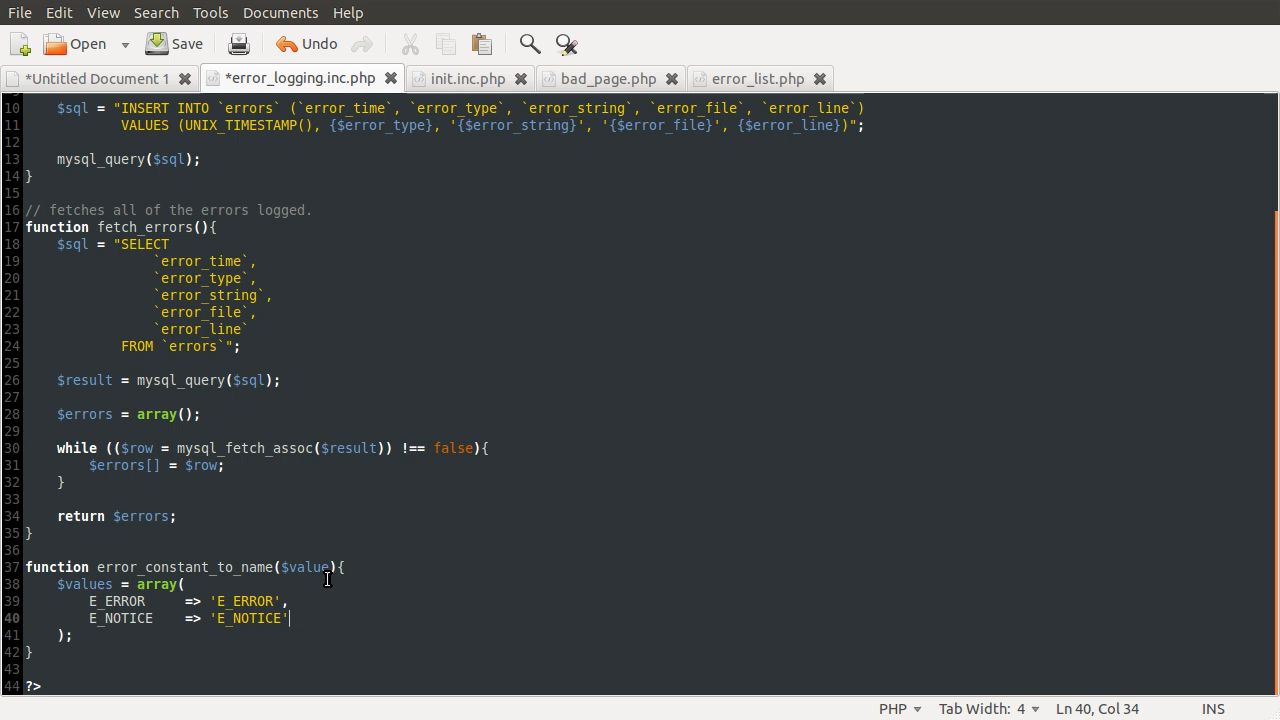 File Edit View Search Tools Documents Help
Open Save Undo
*Untitled Document 1 *error_logging.inc.php init.inc.php bad_page.php error_list.php
10 $sql = "INSERT INTO `errors` (`error_time`, `error_type`, `error_string`, `error_file`, `error_line`)
11 VALUES (UNIX_TIMESTAMP(), {$error_type}, '{$error_string}', '{$error_file}', {$error_line})";
12
13 mysql_query($sql);
14 }
15
16 // fetches all of the errors logged.
17 function fetch_errors(){
18 $sql = "SELECT
19 `error_time`,
20 `error_type`,
21 `error_string`,
22 `error_file`,
23 `error_line`
24 FROM `errors`";
25
26 $result = mysql_query($sql);
27
28 $errors = array();
29
30 while (($row = mysql_fetch_assoc($result)) !== false){
31 $errors[] = $row;
32 }
33
34 return $errors;
35 }
36
37 function error_constant_to_name($value){
38 $values = array(
39 E_ERROR => 'E_ERROR',
40 E_NOTICE => 'E_NOTICE'
41 );
42 }
43
44 ?>
PHP Tab Width: 4 Ln 40, Col 34 INS